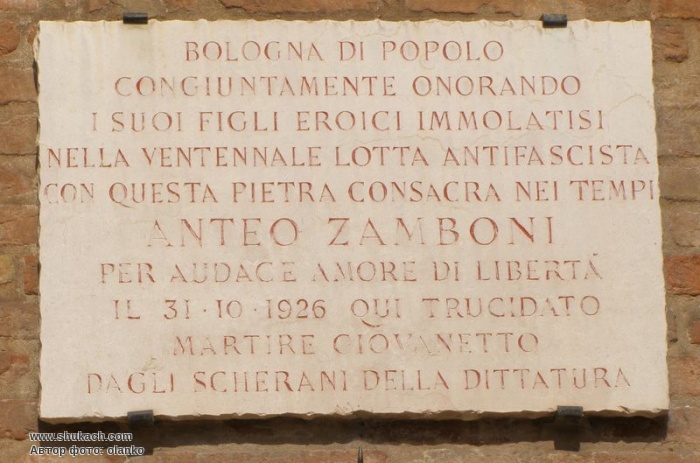 BOLOGNA DI POPOLO
CONGIUNTAMENTE ONORANDO
I SUOI FIGLI EROICI IMMOLATISI
NELLA VENTENNALE LOTTA ANTIFASCISTA
CON QUESTA PIETRA CONSACRA NEI TEMPI
ANTEO ZAMBONI
PER AUDACE AMORE DI LIBERTÁ
IL 31·10·1926 QUI TRUCIDATO
MARTIRE GIOVANETTO
DAGLI SCHERANI DELLA DITTATURA
www.shukach.com
Автор фото: olanko